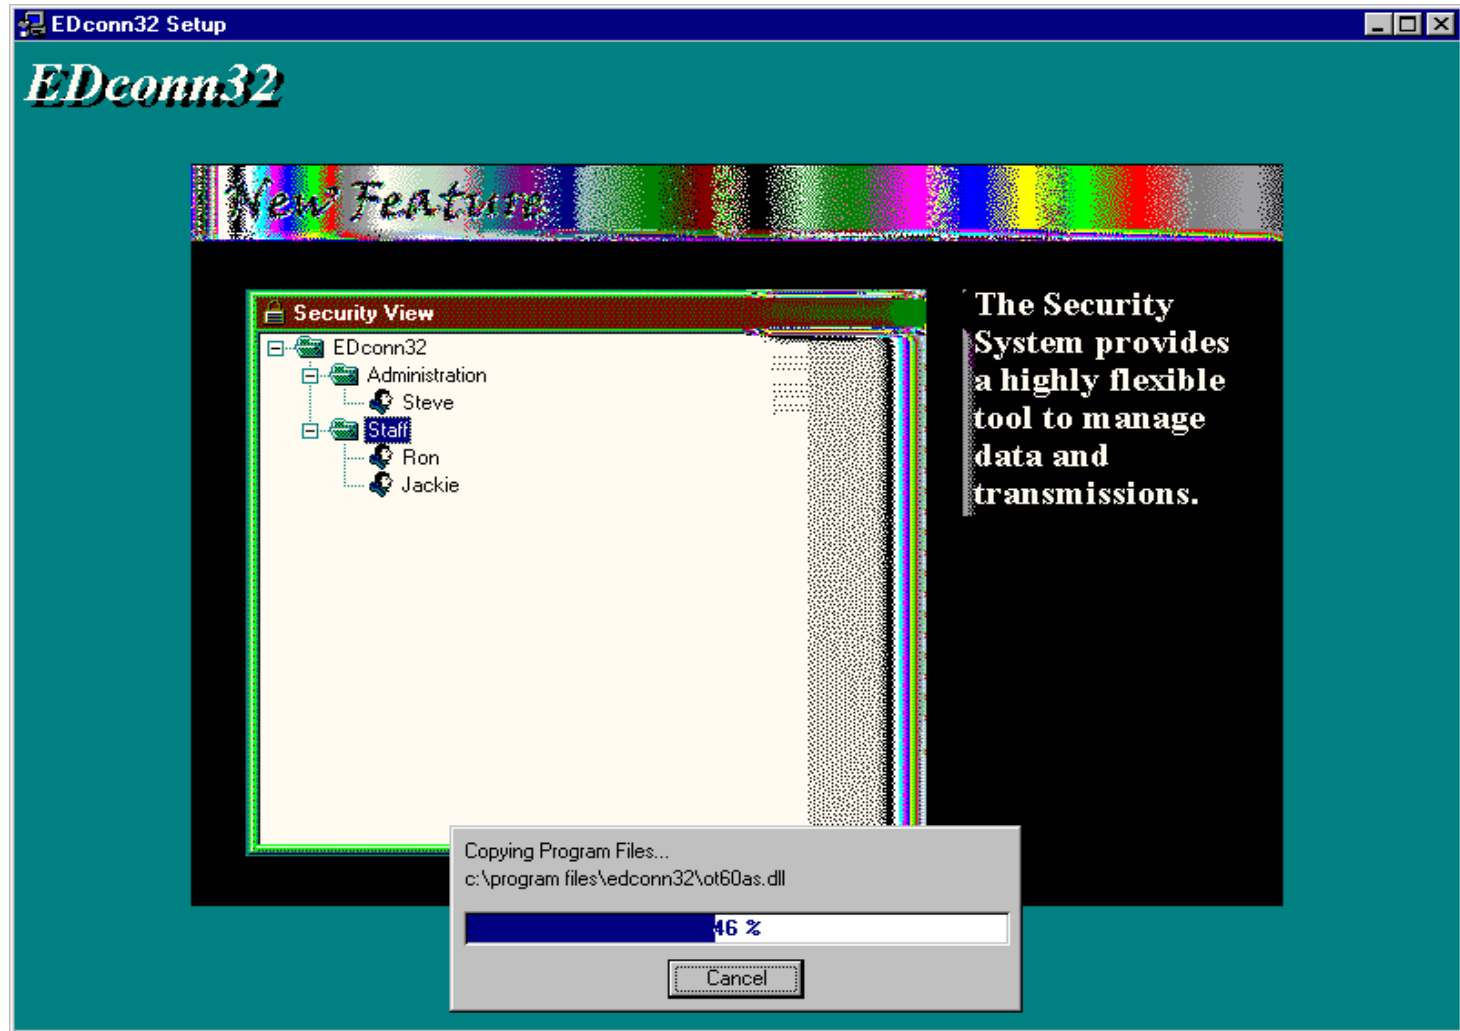 EDconn32 Setup
EDconn32
New Feature
Security View
EDconn32
Administration
Steve
Staff
Ron
Jackie
The Security
System provides
a highly flexible
tool to manage
data and
transmissions.
Copying Program Files...
c:\program files\edconn32\ot60as.dll
46 %
Cancel